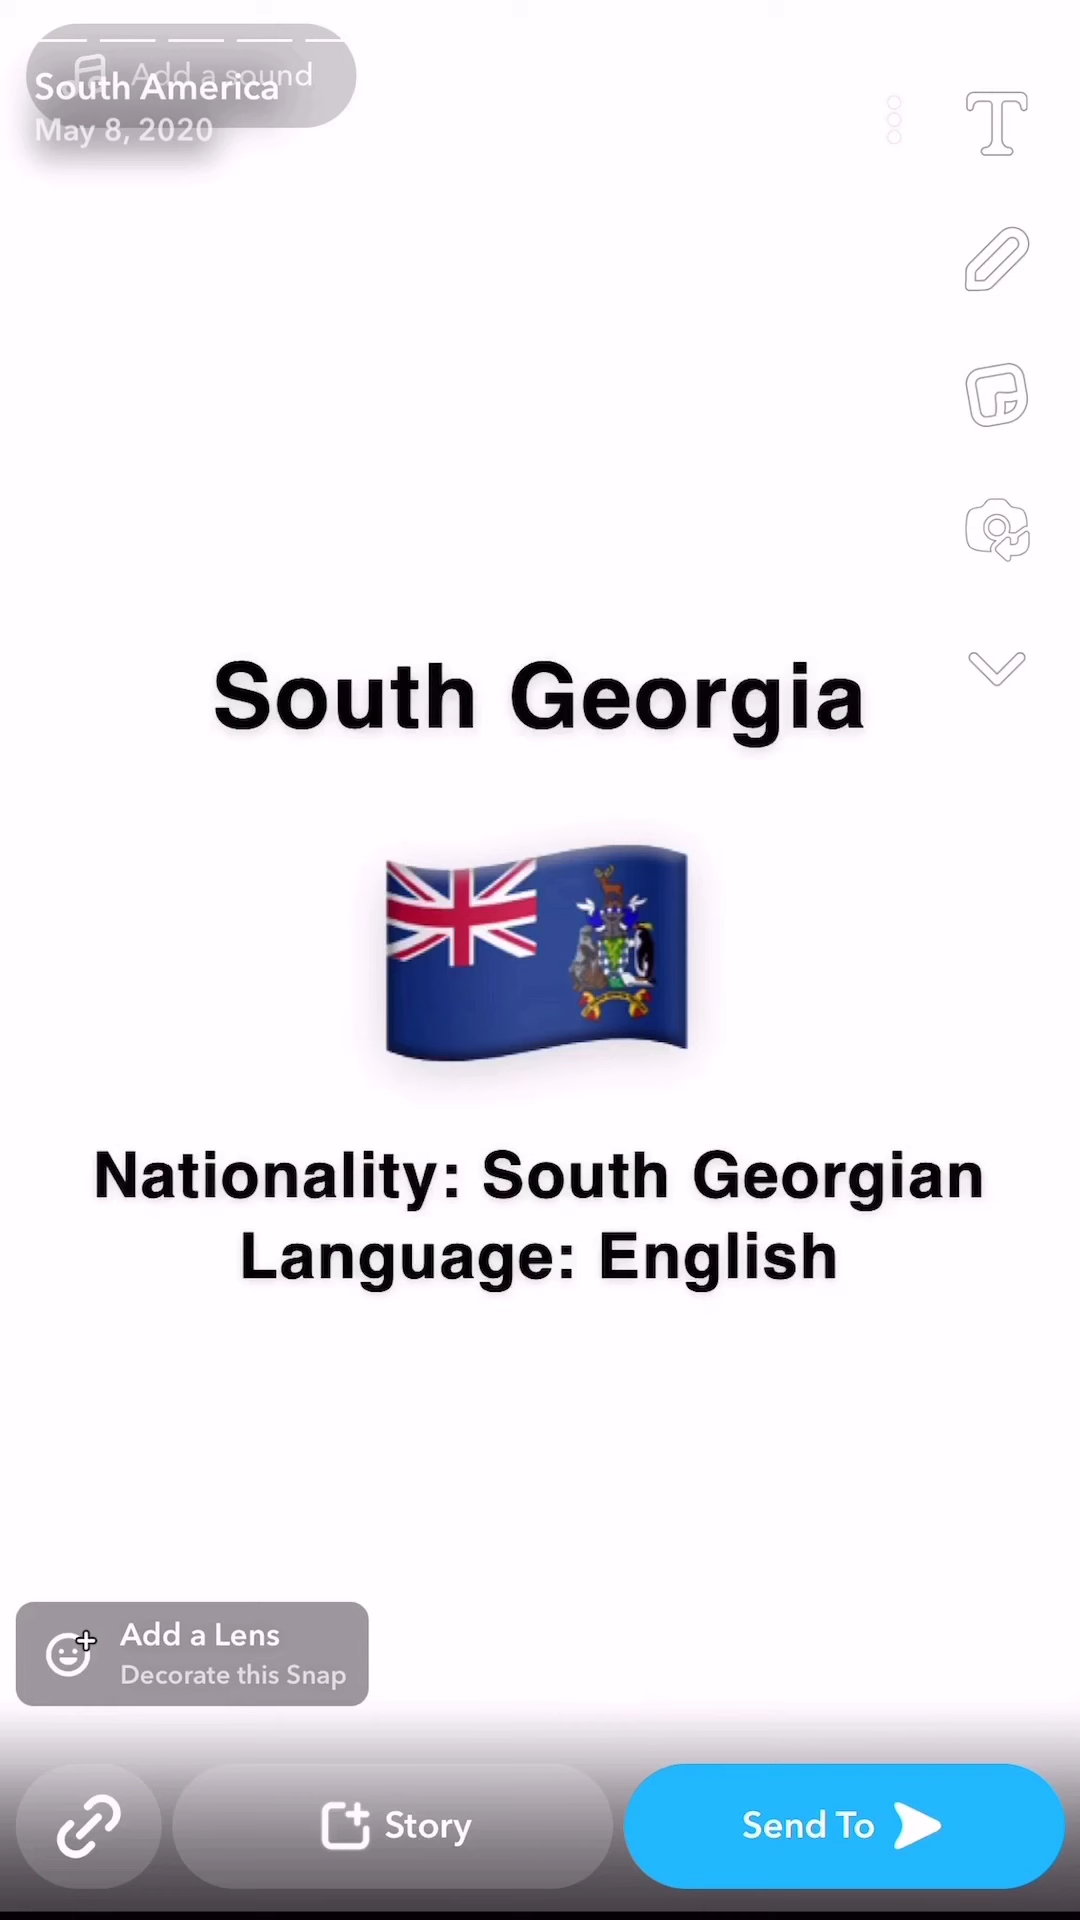 Add a sound
South America
May 8, 2020
South Georgia
Nationality: South Georgian
Language: English
Add a Lens
Decorate this Snap
Story
Send To